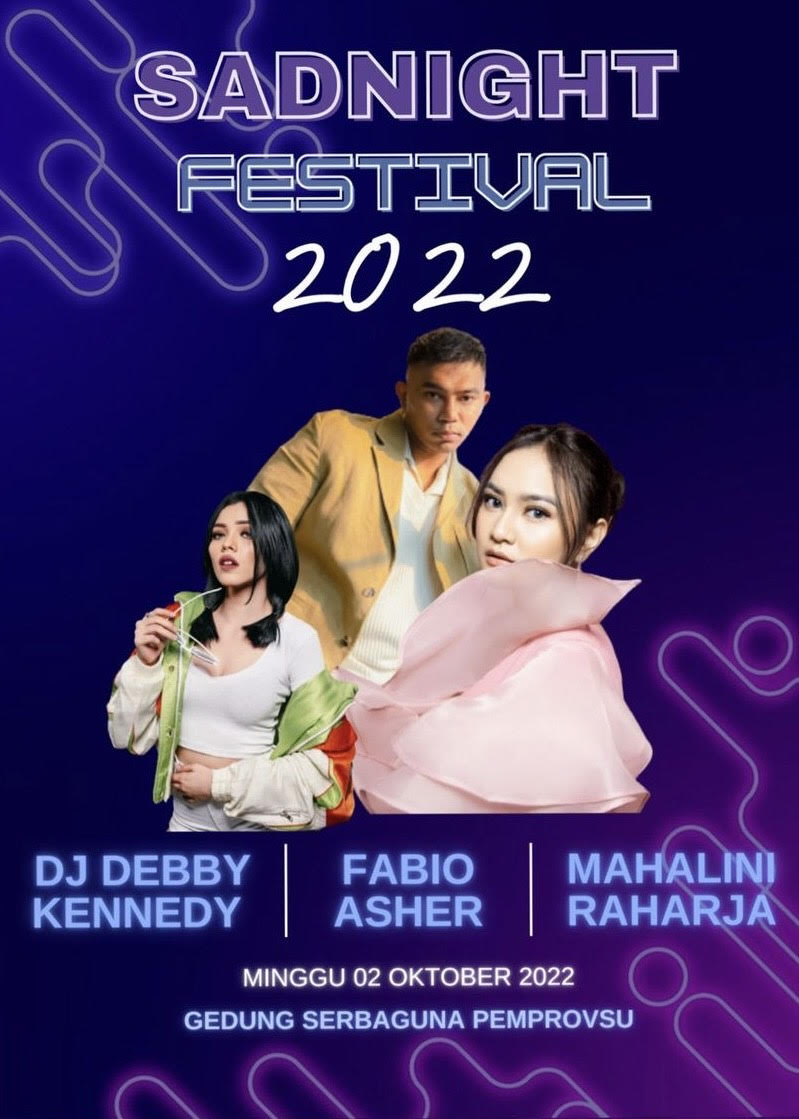 SADNIGHT
FESTIVAL
2022
DJ DEBBY
KENNEDY
FABIO
ASHER
MAHALINI
RAHARJA
MINGGU 02 OKTOBER 2022
GEDUNG SERBAGUNA PEMPROVSU